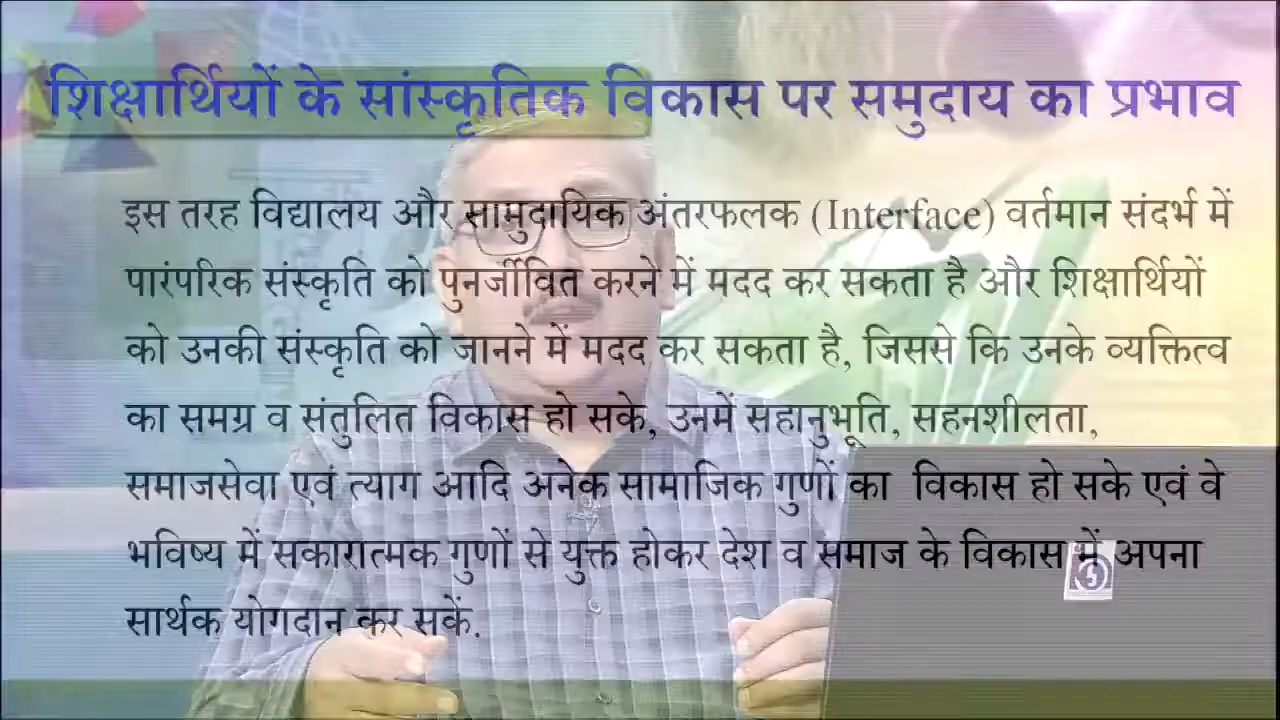 शिक्षार्थियों के सांस्कृतिक विकास पर समुदाय का प्रभाव
इस तरह विद्यालय और सामुदायिक अंतरफलक (Interface) वर्तमान संदर्भ में
पारंपरिक संस्कृति को पुनर्जीवित करने में मदद कर सकता है और शिक्षार्थियों
को उनकी संस्कृति को जानने में मदद कर सकता है, जिससे कि उनके व्यक्तित्व
का समग्र व संतुलित विकास हो सके, उनमें सहानुभूति, सहनशीलता,
समाजसेवा एवं त्याग आदि अनेक सामाजिक गुणों का विकास हो सके एवं वे
भविष्य में सकारात्मक गुणों से युक्त होकर देश व समाज के विकास में अपना
सार्थक योगदान कर सकें.